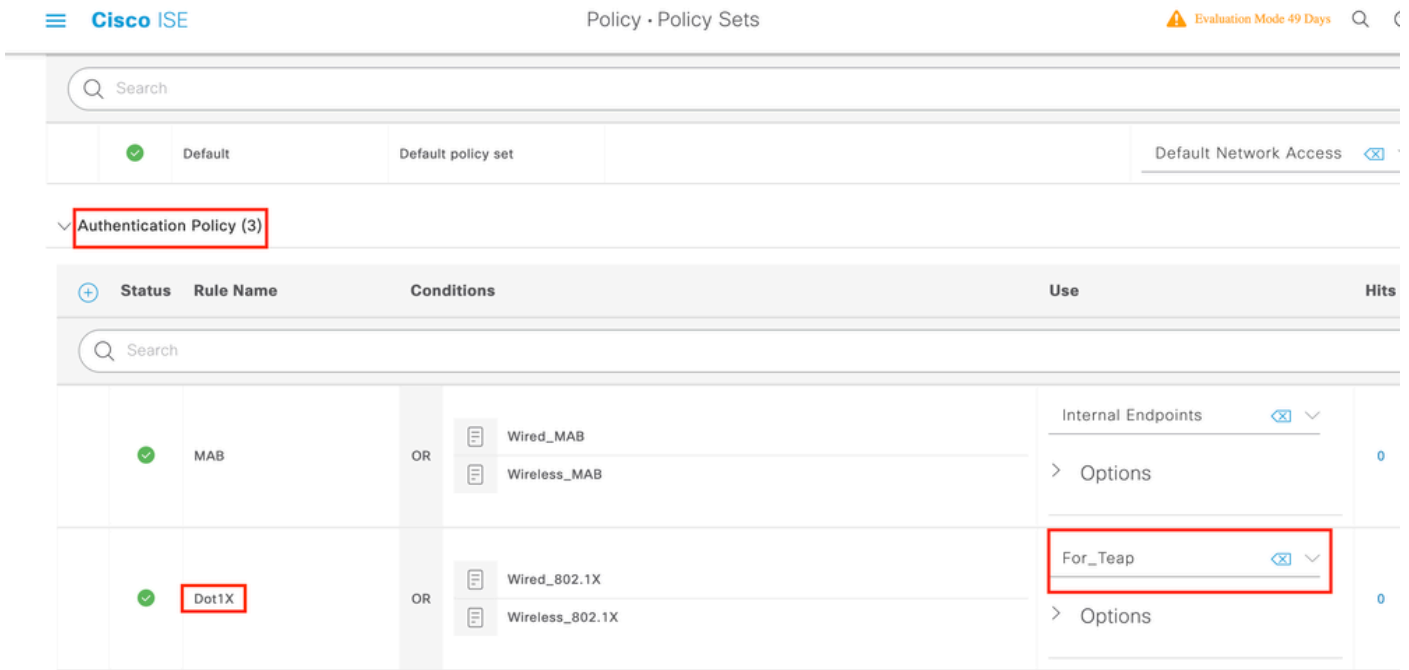 Cisco ISE
Policy · Policy Sets
Evaluation Mode 49 Days
Search
Default
Default policy set
Default Network Access
Authentication Policy (3)
Status Rule Name Conditions Use Hits
Search
MAB
OR
Wired_MAB
Wireless_MAB
Internal Endpoints
Options
0
Dot1X
OR
Wired_802.1X
Wireless_802.1X
For_Teap
Options
0